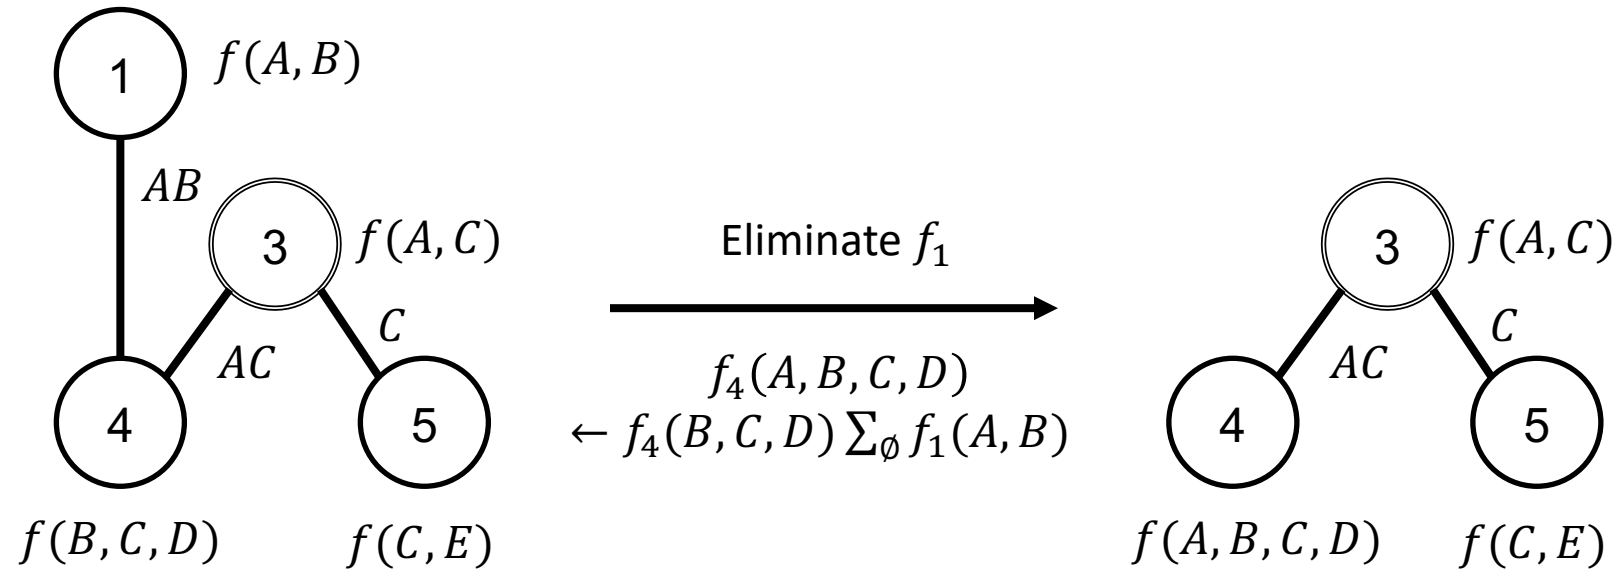 1
f(A, B)
AB
3
f(A, C)
AC
C
4
5
f(B, C, D)
f(C, E)
Eliminate f₁
f₄(A, B, C, D)
← f₄(B, C, D) ∑∅ f₁(A, B)
3
f(A, C)
AC
C
4
5
f(A, B, C, D)
f(C, E)